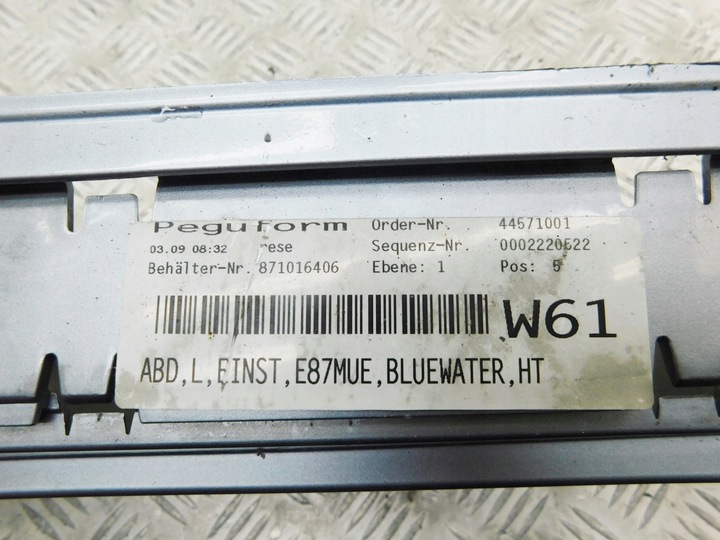 Peguform Order-Nr. 44571001
03.09 08:32 rese Sequenz-Nr. 0002220522
Behälter-Nr. 871016406 Ebene: 1 Pos: 5
W61
ABD,L,EINST,E87MUE,BLUEWATER,HT